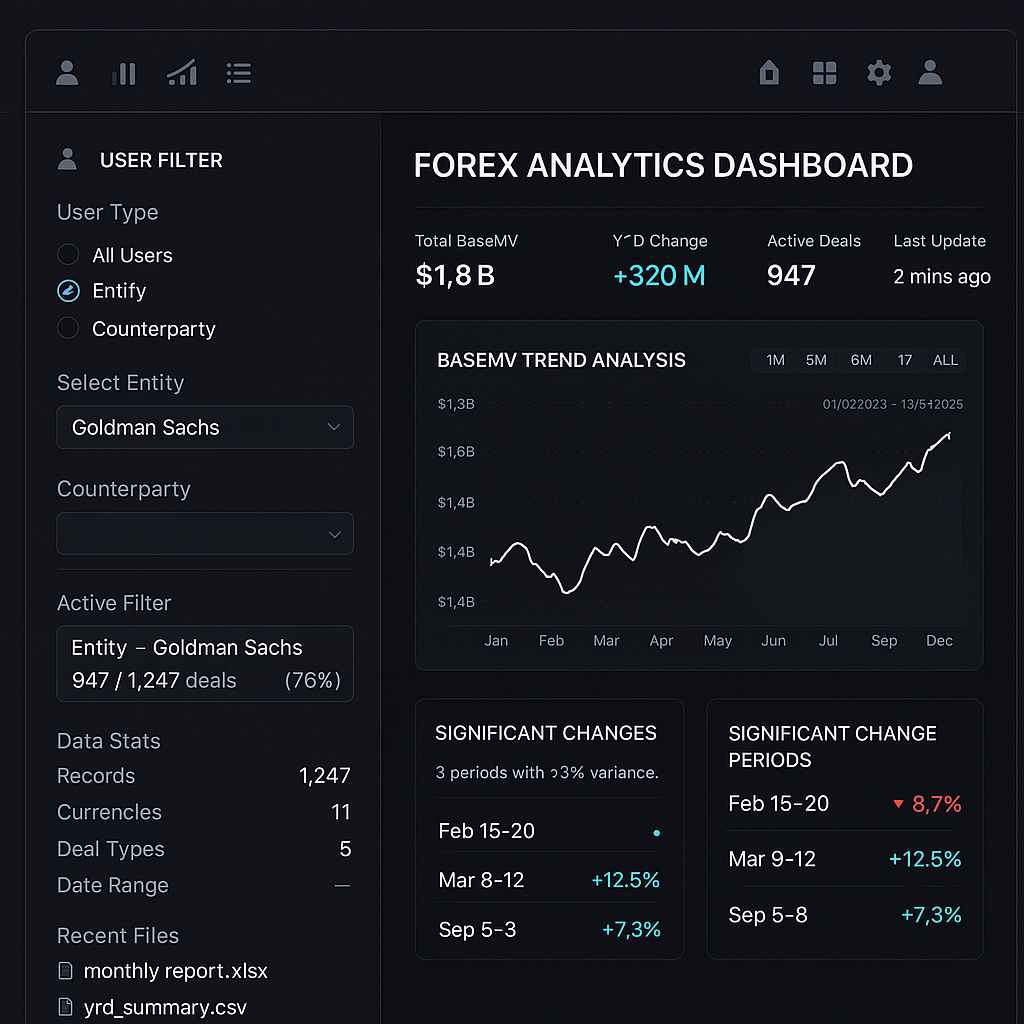 USER FILTER
User Type
All Users
Entify
Counterparty
Select Entity
Goldman Sachs
Counterparty
Active Filter
Entity – Goldman Sachs
947 / 1,247 deals (76%)
Data Stats
Records 1,247
Currencles 11
Deal Types 5
Date Range —
Recent Files
monthly report.xlsx
yrd_summary.csv
FOREX ANALYTICS DASHBOARD
Total BaseMV
$1,8 B
Change
+320 M
Active Deals
947
Last Update
2 mins ago
BASEMV TREND ANALYSIS
1M 5M 6M 17 ALL
01/022023 -
$1,3B
$1,6B
$1,4B
$1,4B
$1,4B
Jan Feb Mar Apr May Jun Jul Sep Dec
SIGNIFICANT CHANGES
3 periods with variance.
Feb 15-20
Mar 8-12 +12.5%
Sep 5-3 +7,3%
SIGNIFICANT CHANGE
PERIODS
Feb 15-20 ▼ 8,7%
Mar 9-12 +12.5%
Sep 5-8 +7,3%